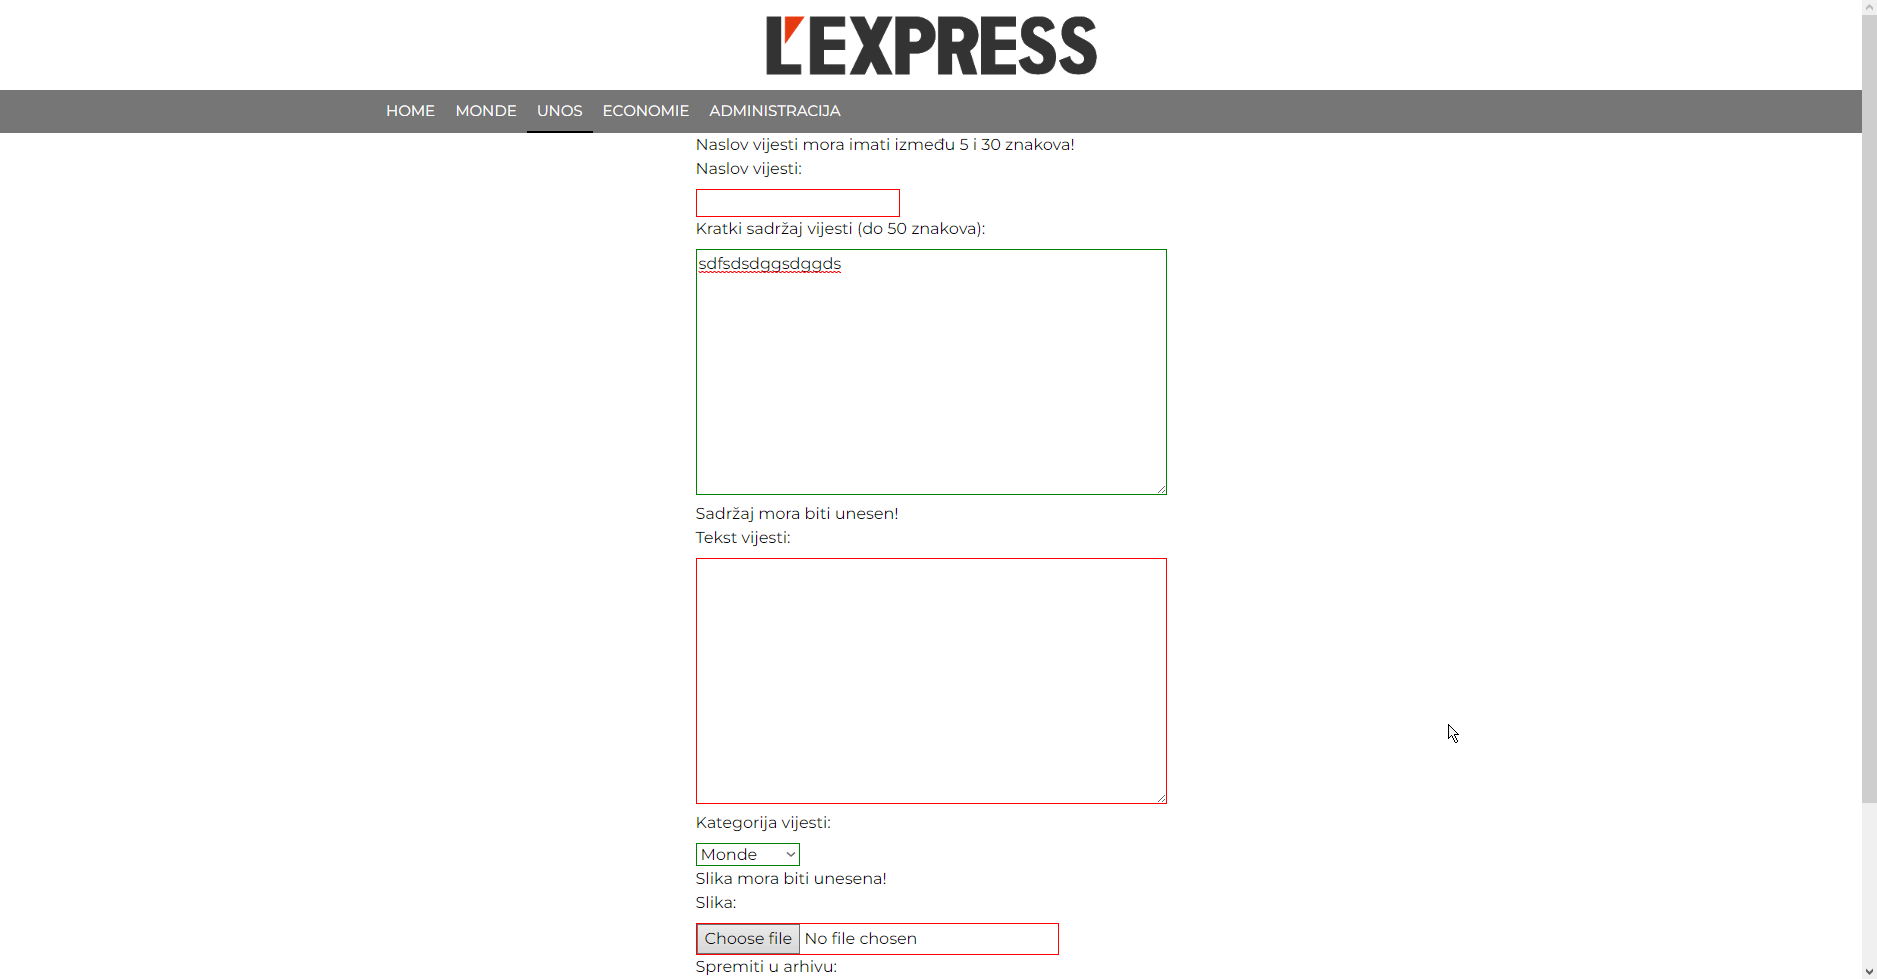 L'EXPRESS
HOME MONDE UNOS ECONOMIE ADMINISTRACIJA
Naslov vijesti mora imati između 5 i 30 znakova!
Naslov vijesti:
Kratki sadržaj vijesti (do 50 znakova):
sdfsdsdggsdggds
Sadržaj mora biti unesen!
Tekst vijesti:
Kategorija vijesti:
Monde
Slika mora biti unesena!
Slika:
Choose file No file chosen
Spremiti u arhivu: